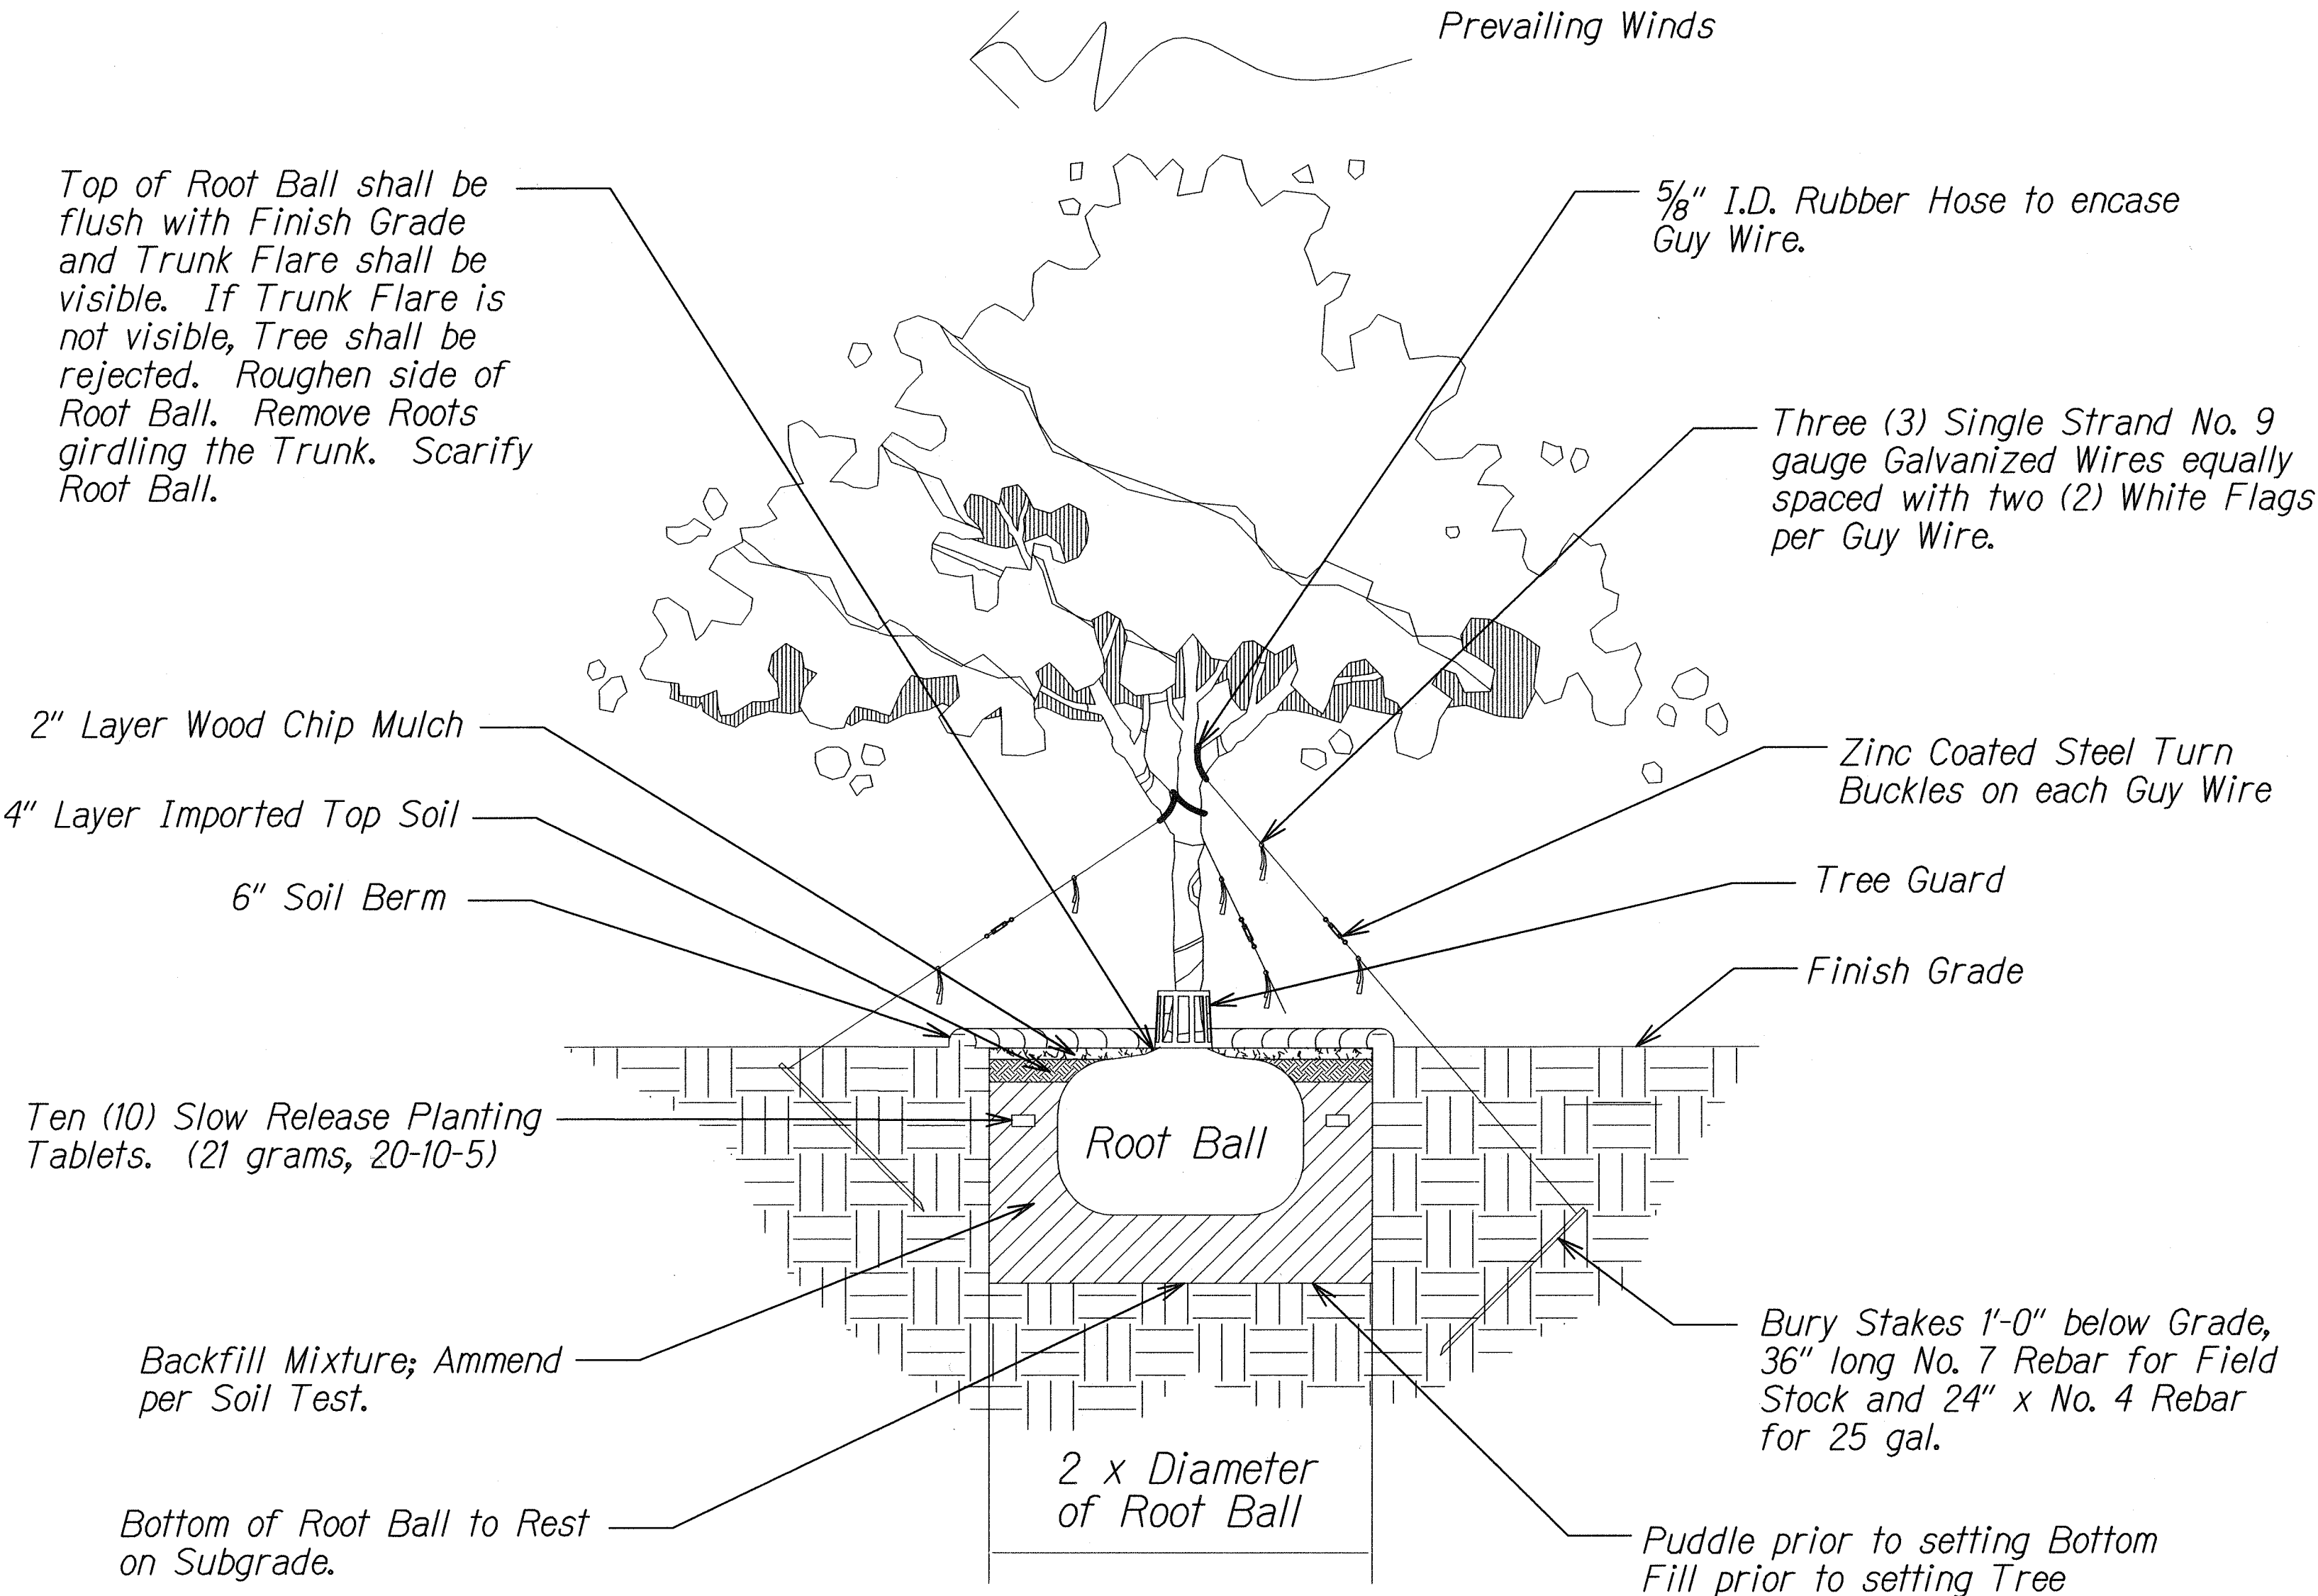 Prevailing Winds
Top of Root Ball shall be
flush with Finish Grade
and Trunk Flare shall be
visible. If Trunk Flare is
not visible, Tree shall be
rejected. Roughen side of
Root Ball. Remove Roots
girdling the Trunk. Scarify
Root Ball.
5/8" I.D. Rubber Hose to encase
Guy Wire.
Three (3) Single Strand No. 9
gauge Galvanized Wires equally
spaced with two (2) White Flags
per Guy Wire.
2" Layer Wood Chip Mulch
4" Layer Imported Top Soil
6" Soil Berm
Zinc Coated Steel Turn
Buckles on each Guy Wire
Tree Guard
Finish Grade
Ten (10) Slow Release Planting
Tablets. (21 grams, 20-10-5)
Root Ball
Backfill Mixture; Ammend
per Soil Test.
Bury Stakes 1'-0" below Grade,
36" long No. 7 Rebar for Field
Stock and 24" x No. 4 Rebar
for 25 gal.
2 x Diameter
of Root Ball
Bottom of Root Ball to Rest
on Subgrade.
Puddle prior to setting Bottom
Fill prior to setting Tree